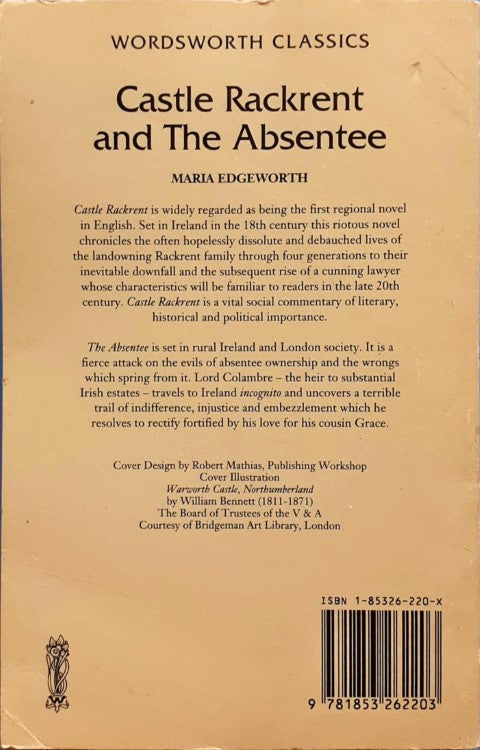 WORDSWORTH CLASSICS
Castle Rackrent
and The Absentee
MARIA EDGEWORTH
Castle Rackrent is widely regarded as being the first regional novel
in English. Set in Ireland in the 18th century this riotous novel
chronicles the often hopelessly dissolute and debauched lives of
the landowning Rackrent family through four generations to their
inevitable downfall and the subsequent rise of a cunning lawyer
whose characteristics will be familiar to readers in the late 20th
century. Castle Rackrent is a vital social commentary of literary,
historical and political importance.
The Absentee is set in rural Ireland and London society. It is a
fierce attack on the evils of absentee ownership and the wrongs
which spring from it. Lord Colambre – the heir to substantial
Irish estates – travels to Ireland incognito and uncovers a terrible
trail of indifference, injustice and embezzlement which he
resolves to rectify fortified by his love for his cousin Grace.
Cover Design by Robert Mathias, Publishing Workshop
Cover Illustration
Warworth Castle, Northumberland
by William Bennett (1811-1871)
The Board of Trustees of the V & A
Courtesy of Bridgeman Art Library, London
ISBN 1-85326-220-X
9 781853 262203
W